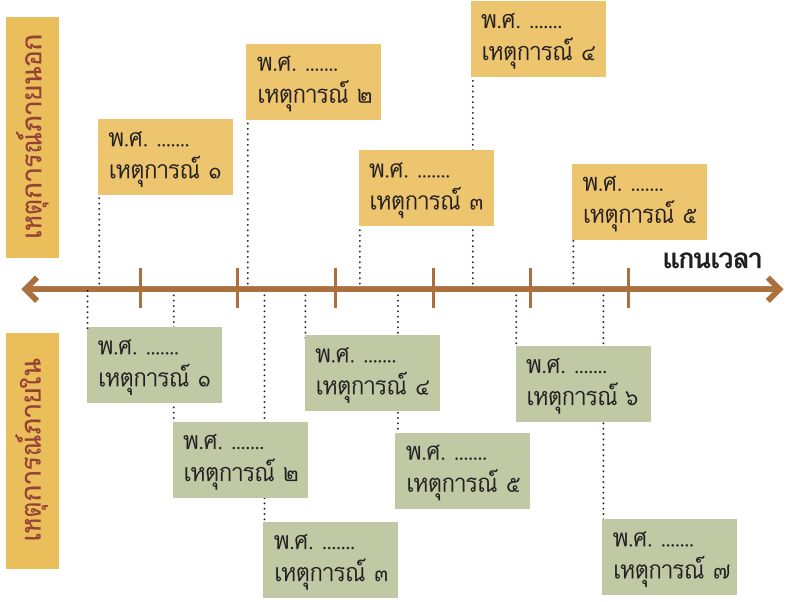 เหตุการณ์ภายนอก
พ.ศ. .......
เหตุการณ์ ๔
พ.ศ. .......
เหตุการณ์ ๒
พ.ศ. .......
เหตุการณ์ ๑
พ.ศ. .......
เหตุการณ์ ๓
พ.ศ. .......
เหตุการณ์ ๕
แกนเวลา
เหตุการณ์ภายใน
พ.ศ. .......
เหตุการณ์ ๑
พ.ศ. .......
เหตุการณ์ ๔
พ.ศ. .......
เหตุการณ์ ๖
พ.ศ. .......
เหตุการณ์ ๒
พ.ศ. .......
เหตุการณ์ ๕
พ.ศ. .......
เหตุการณ์ ๓
พ.ศ. .......
เหตุการณ์ ๗